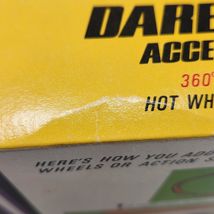 DARE
ACCE
360°
HOT WH
HERE'S HOW YOU ADD
WHEELS OR ACTION S